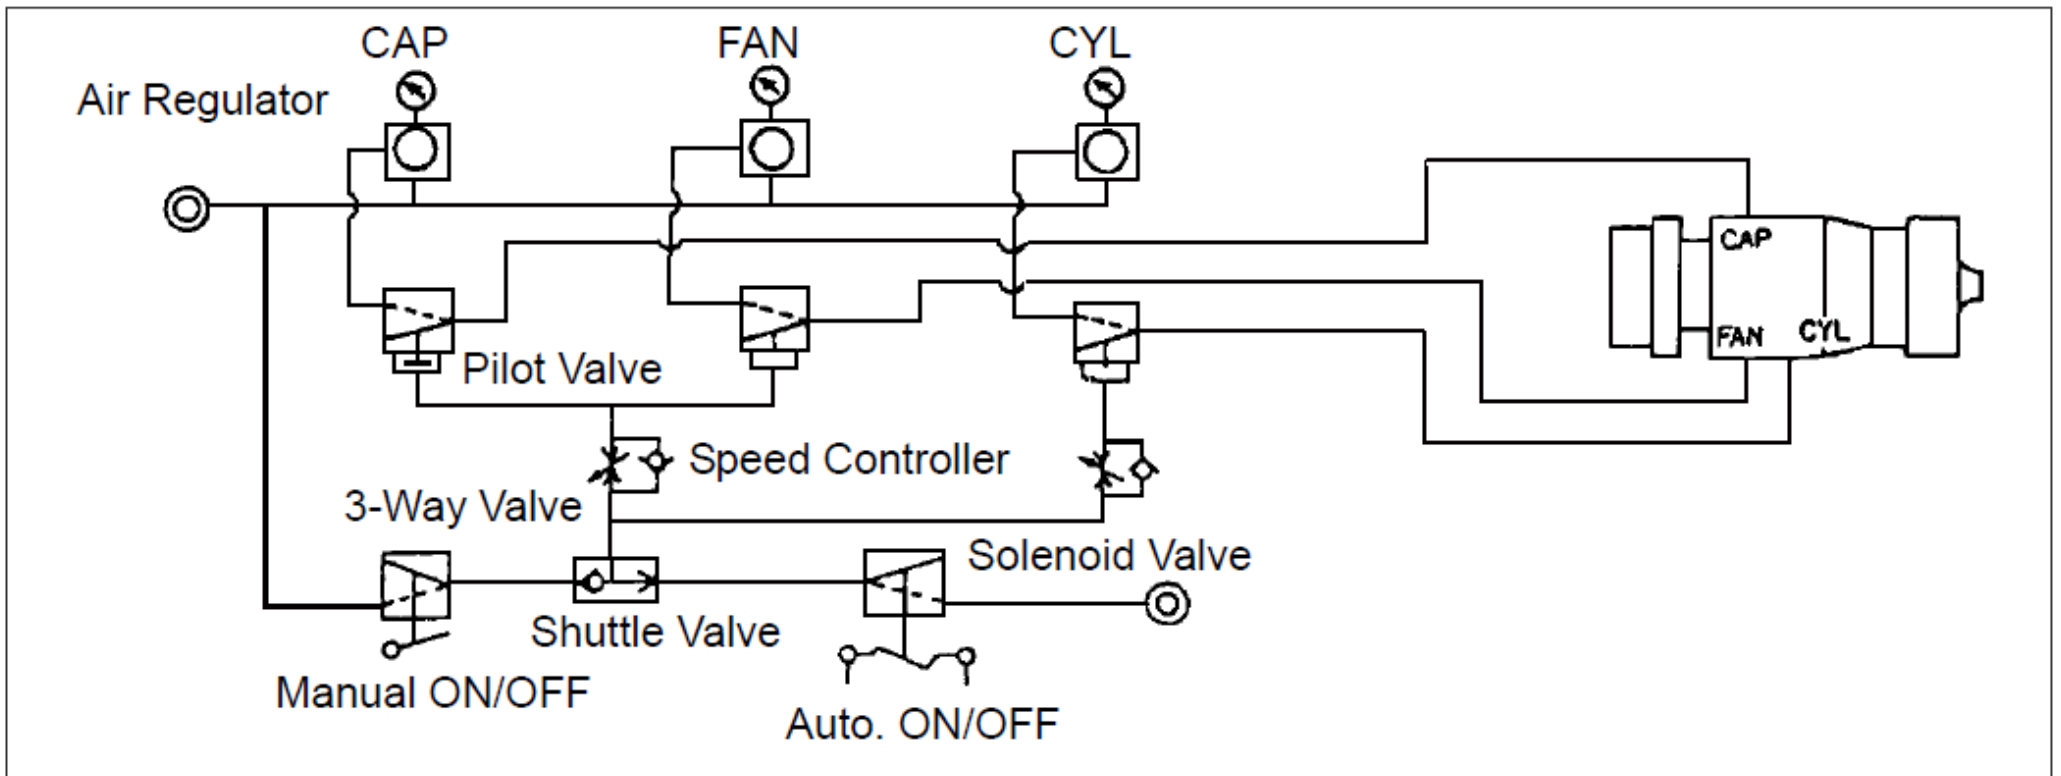 CAP
FAN
CYL
Air Regulator
CAP
FAN
CYL
Pilot Valve
Speed Controller
3-Way Valve
Solenoid Valve
Shuttle Valve
Manual ON/OFF
Auto. ON/OFF